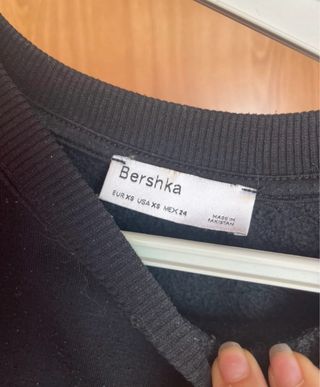 Bershka
EUR XS USA XS MEX 24
MADE IN
PAKISTAN